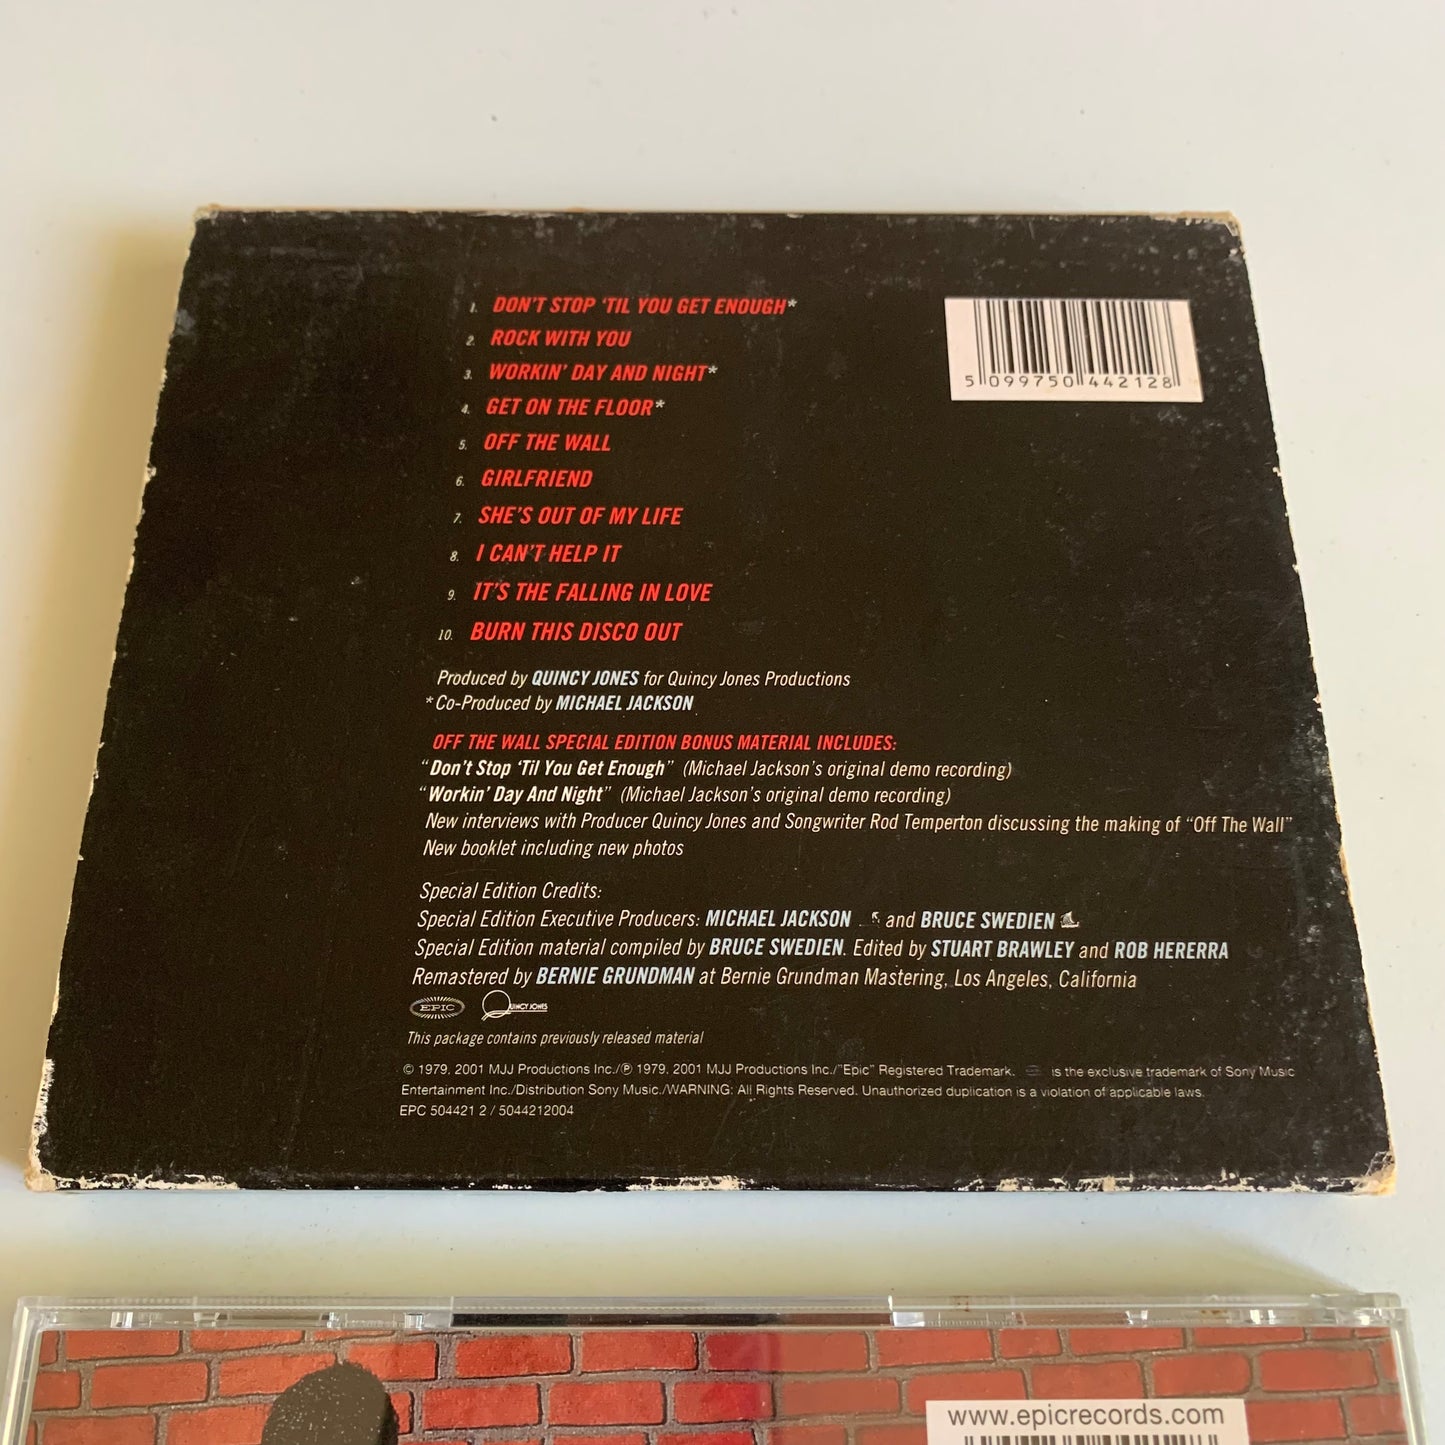 1. DON'T STOP 'TIL YOU GET ENOUGH*
2. ROCK WITH YOU
3. WORKIN' DAY AND NIGHT*
4. GET ON THE FLOOR*
5. OFF THE WALL
6. GIRLFRIEND
7. SHE'S OUT OF MY LIFE
8. I CAN'T HELP IT
9. IT'S THE FALLING IN LOVE
10. BURN THIS DISCO OUT
5 099750 442128
Produced by QUINCY JONES for Quincy Jones Productions
*Co-Produced by MICHAEL JACKSON
OFF THE WALL SPECIAL EDITION BONUS MATERIAL INCLUDES:
"Don't Stop 'Til You Get Enough" (Michael Jackson's original demo recording)
"Workin' Day And Night" (Michael Jackson's original demo recording)
New interviews with Producer Quincy Jones and Songwriter Rod Temperton discussing the making of "Off The Wall"
New booklet including new photos
Special Edition Credits:
Special Edition Executive Producers: MICHAEL JACKSON and BRUCE SWEDIEN
Special Edition material compiled by BRUCE SWEDIEN. Edited by STUART BRAWLEY and ROB HERERRA
Remastered by BERNIE GRUNDMAN at Bernie Grundman Mastering, Los Angeles, California
EPIC QUINCY JONES
This package contains previously released material
© 1979, 2001 MJJ Productions Inc./℗ 1979, 2001 MJJ Productions Inc./"Epic" Registered Trademark. is the exclusive trademark of Sony Music
Entertainment Inc./Distribution Sony Music./WARNING: All Rights Reserved. Unauthorized duplication is a violation of applicable laws.
EPC 504421 2 / 5044212004
www.epicrecords.com